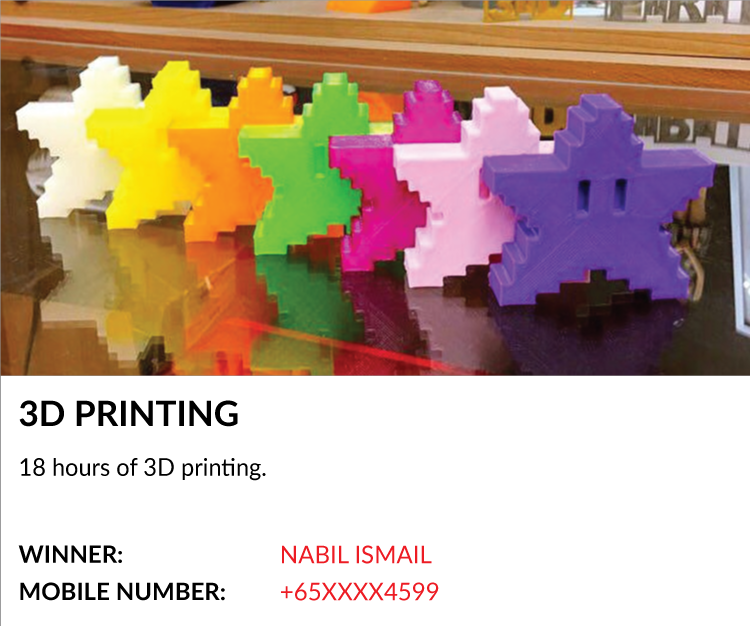 3D PRINTING
18 hours of 3D printing.
WINNER: NABIL ISMAIL
MOBILE NUMBER: +65XXXX4599